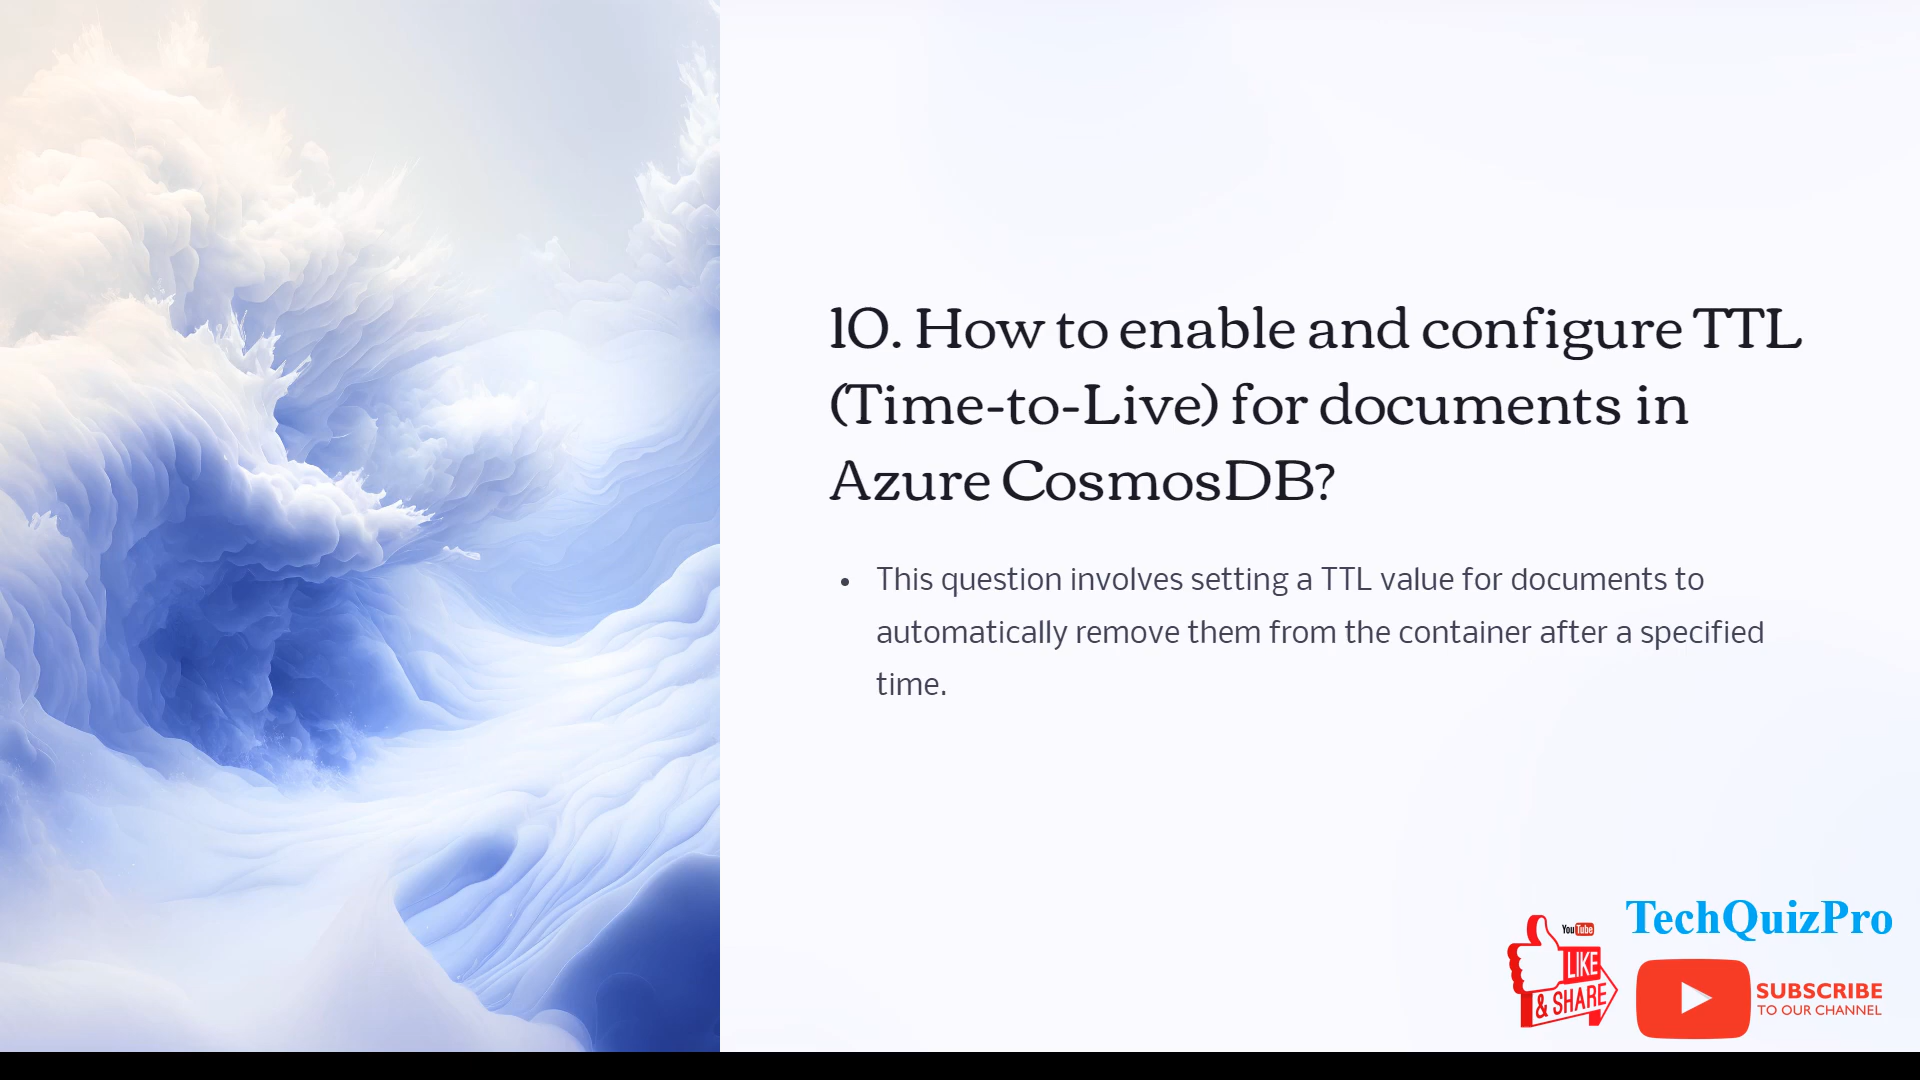 10. How to enable and configure TTL
(Time-to-Live) for documents in
Azure CosmosDB?
• This question involves setting a TTL value for documents to
automatically remove them from the container after a specified
time.
TechQuizPro
YouTube
LIKE
& SHARE
SUBSCRIBE
TO OUR CHANNEL